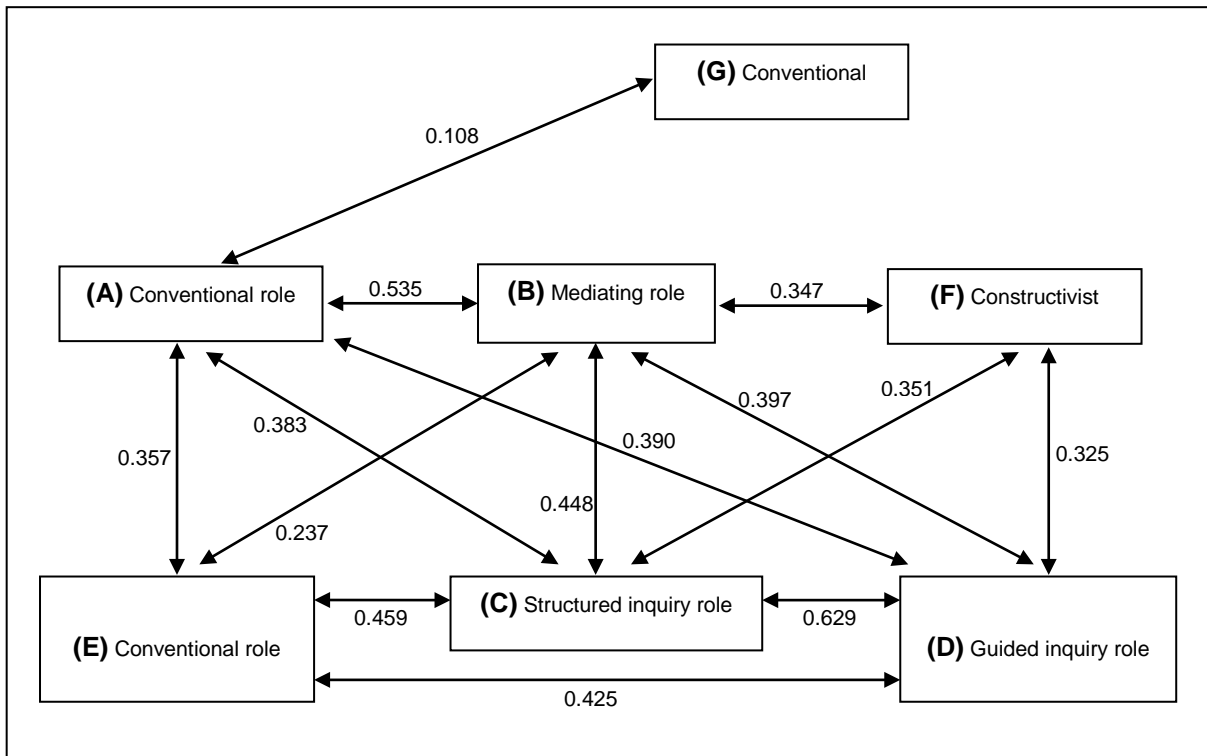 (G) Conventional
0.108
(A) Conventional role
0.535
(B) Mediating role
0.347
(F) Constructivist
0.357
0.383
0.237
0.448
0.390
0.397
0.351
0.325
(E) Conventional role
0.459
(C) Structured inquiry role
0.629
(D) Guided inquiry role
0.425